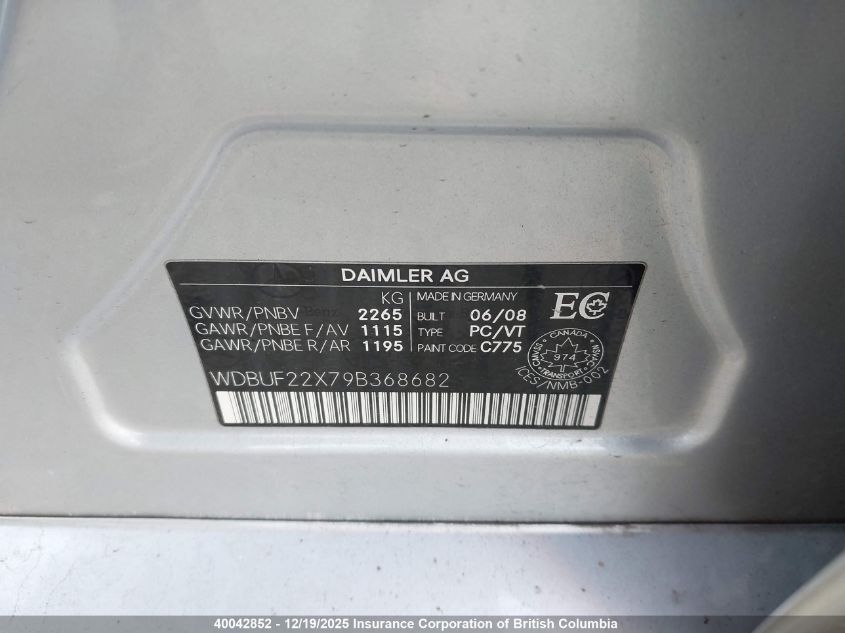 DAIMLER AG
KG
GVWR/PNBV 2265
GAWR/PNBE F/AV 1115
GAWR/PNBE R/AR 1195
MADE IN GERMANY
BUILT 06/08
TYPE PC/VT
PAINT CODE C775
EC
CANADA
974
TRANSPORT
ICES/NMB-002
WDBUF22X79B368682
40042852 - 12/19/2025 Insurance Corporation of British Columbia